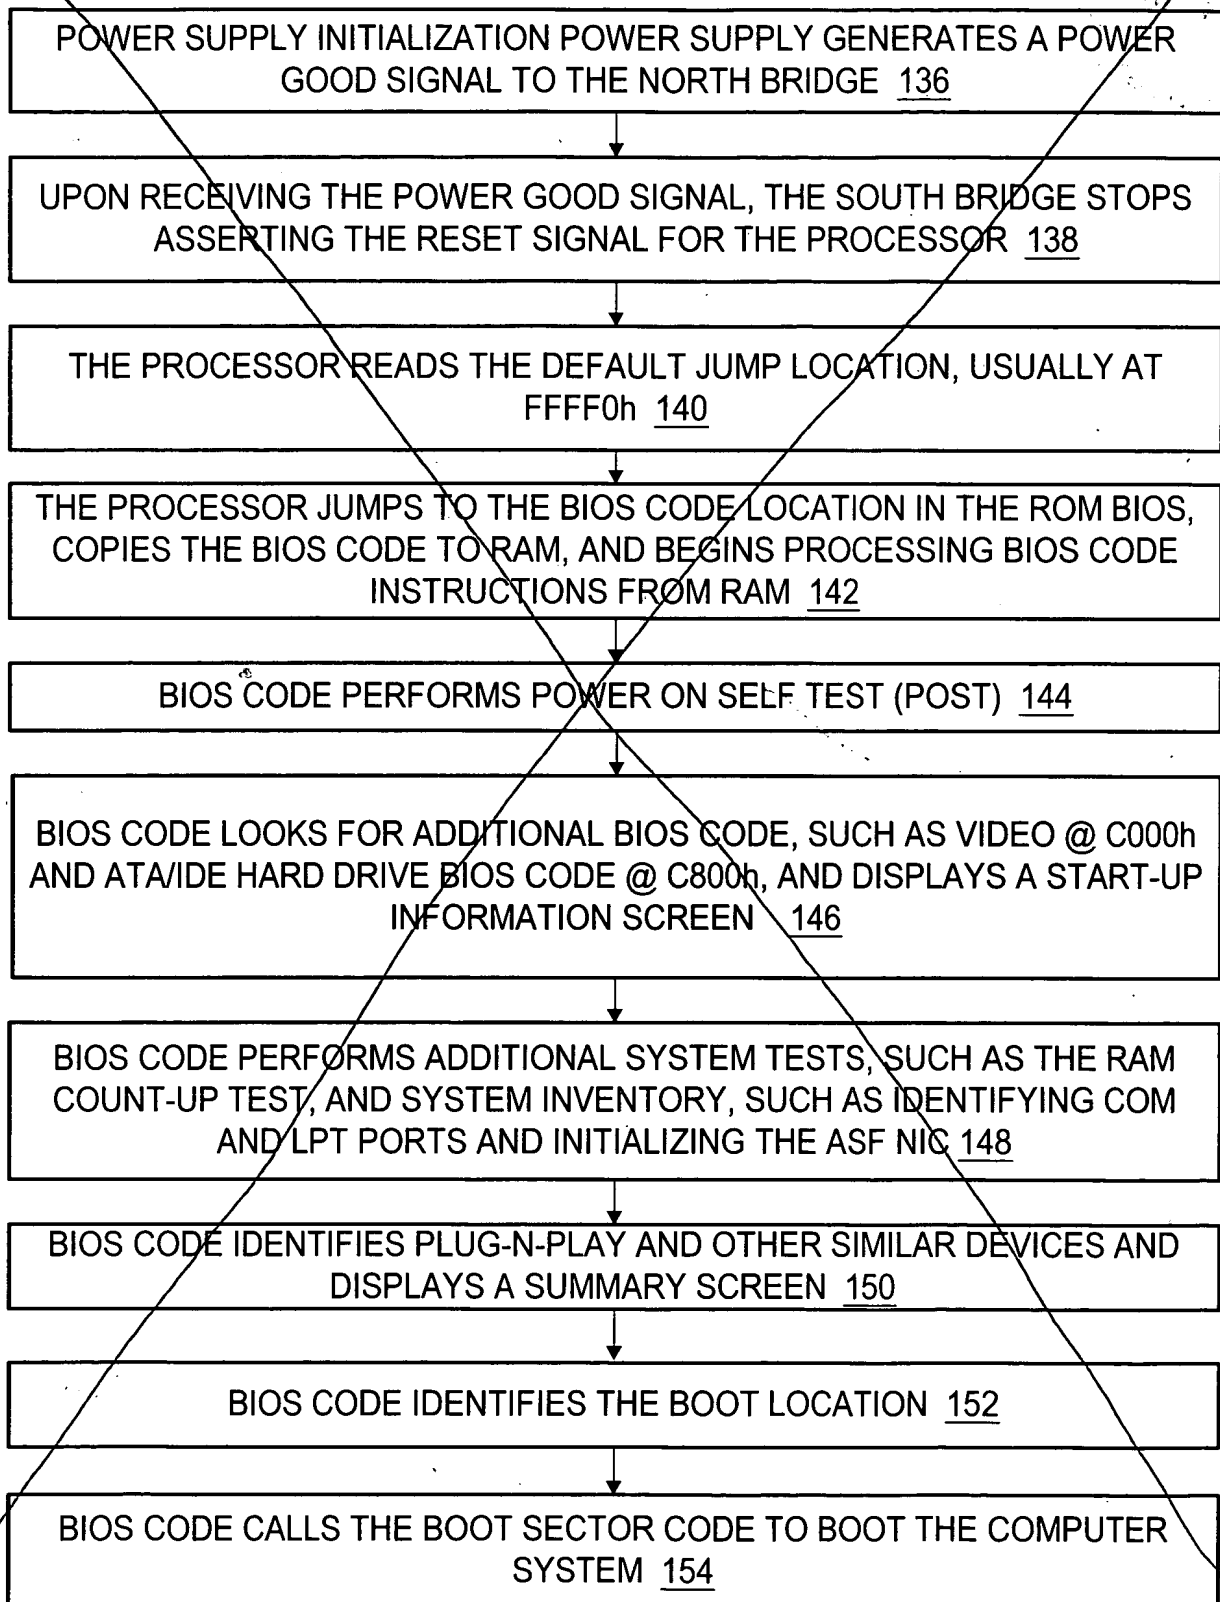 POWER SUPPLY INITIALIZATION POWER SUPPLY GENERATES A POWER
GOOD SIGNAL TO THE NORTH BRIDGE 136
UPON RECEIVING THE POWER GOOD SIGNAL, THE SOUTH BRIDGE STOPS
ASSERTING THE RESET SIGNAL FOR THE PROCESSOR 138
THE PROCESSOR READS THE DEFAULT JUMP LOCATION, USUALLY AT
FFFF0h 140
THE PROCESSOR JUMPS TO THE BIOS CODE LOCATION IN THE ROM BIOS,
COPIES THE BIOS CODE TO RAM, AND BEGINS PROCESSING BIOS CODE
INSTRUCTIONS FROM RAM 142
BIOS CODE PERFORMS POWER ON SELF TEST (POST) 144
BIOS CODE LOOKS FOR ADDITIONAL BIOS CODE, SUCH AS VIDEO @ C000h
AND ATA/IDE HARD DRIVE BIOS CODE @ C800h, AND DISPLAYS A START-UP
INFORMATION SCREEN 146
BIOS CODE PERFORMS ADDITIONAL SYSTEM TESTS, SUCH AS THE RAM
COUNT-UP TEST, AND SYSTEM INVENTORY, SUCH AS IDENTIFYING COM
AND LPT PORTS AND INITIALIZING THE ASF NIC 148
BIOS CODE IDENTIFIES PLUG-N-PLAY AND OTHER SIMILAR DEVICES AND
DISPLAYS A SUMMARY SCREEN 150
BIOS CODE IDENTIFIES THE BOOT LOCATION 152
BIOS CODE CALLS THE BOOT SECTOR CODE TO BOOT THE COMPUTER
SYSTEM 154